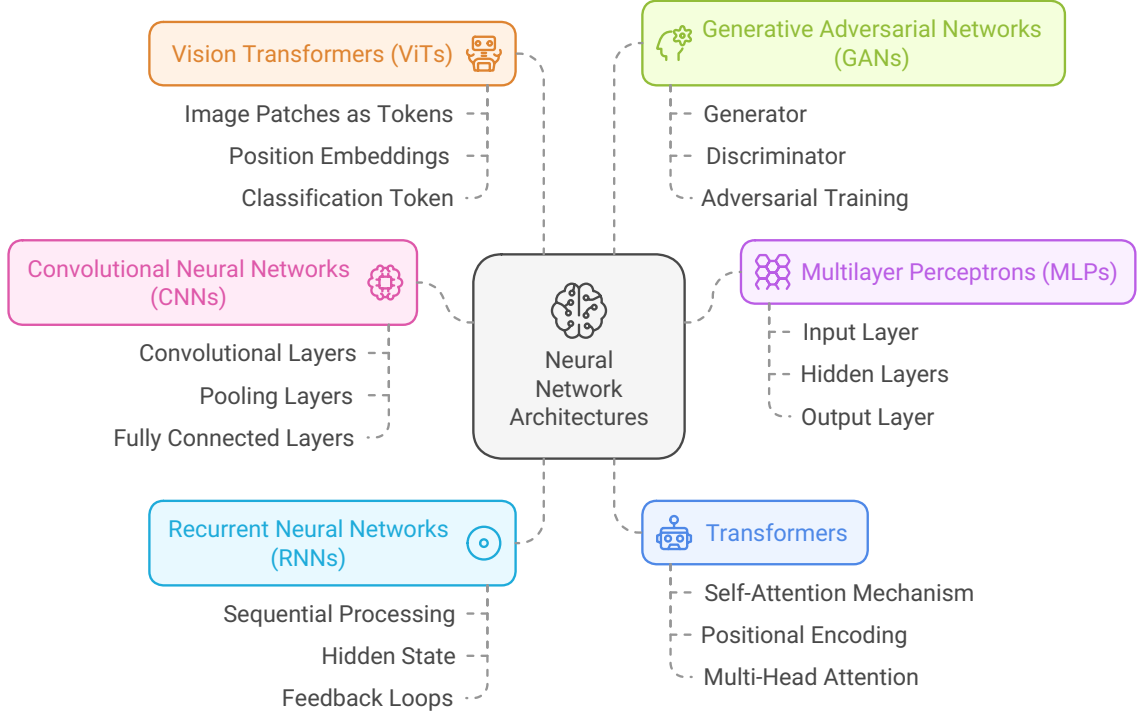 Vision Transformers (ViTs)
Image Patches as Tokens
Position Embeddings
Classification Token
Generative Adversarial Networks
(GANs)
Generator
Discriminator
Adversarial Training
Convolutional Neural Networks
(CNNs)
Convolutional Layers
Pooling Layers
Fully Connected Layers
Neural
Network
Architectures
Multilayer Perceptrons (MLPs)
Input Layer
Hidden Layers
Output Layer
Recurrent Neural Networks
(RNNs)
Sequential Processing
Hidden State
Feedback Loops
Transformers
Self-Attention Mechanism
Positional Encoding
Multi-Head Attention